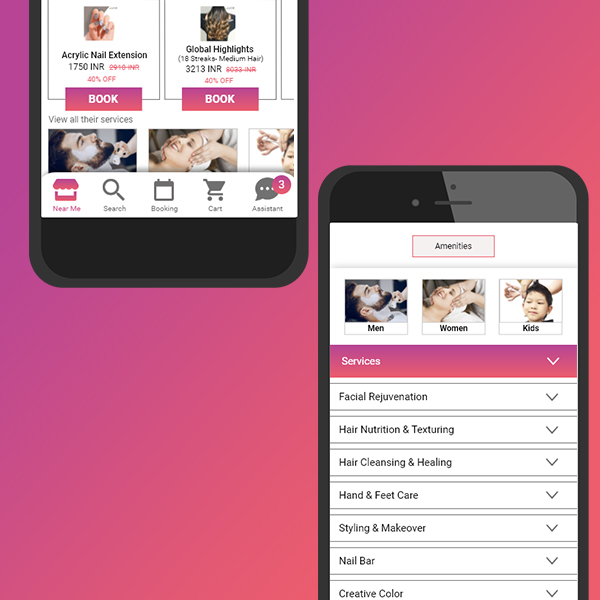 Acrylic Nail Extension
1750 INR 2918 INR
40% OFF
BOOK
Global Highlights
(18 Streaks- Medium Hair)
3213 INR 8033 INR
40% OFF
BOOK
View all their services
Near Me
Search
Booking
Cart
Assistant
3
Amenities
Men
Women
Kids
Services
Facial Rejuvenation
Hair Nutrition & Texturing
Hair Cleansing & Healing
Hand & Feet Care
Styling & Makeover
Nail Bar
Creative Color